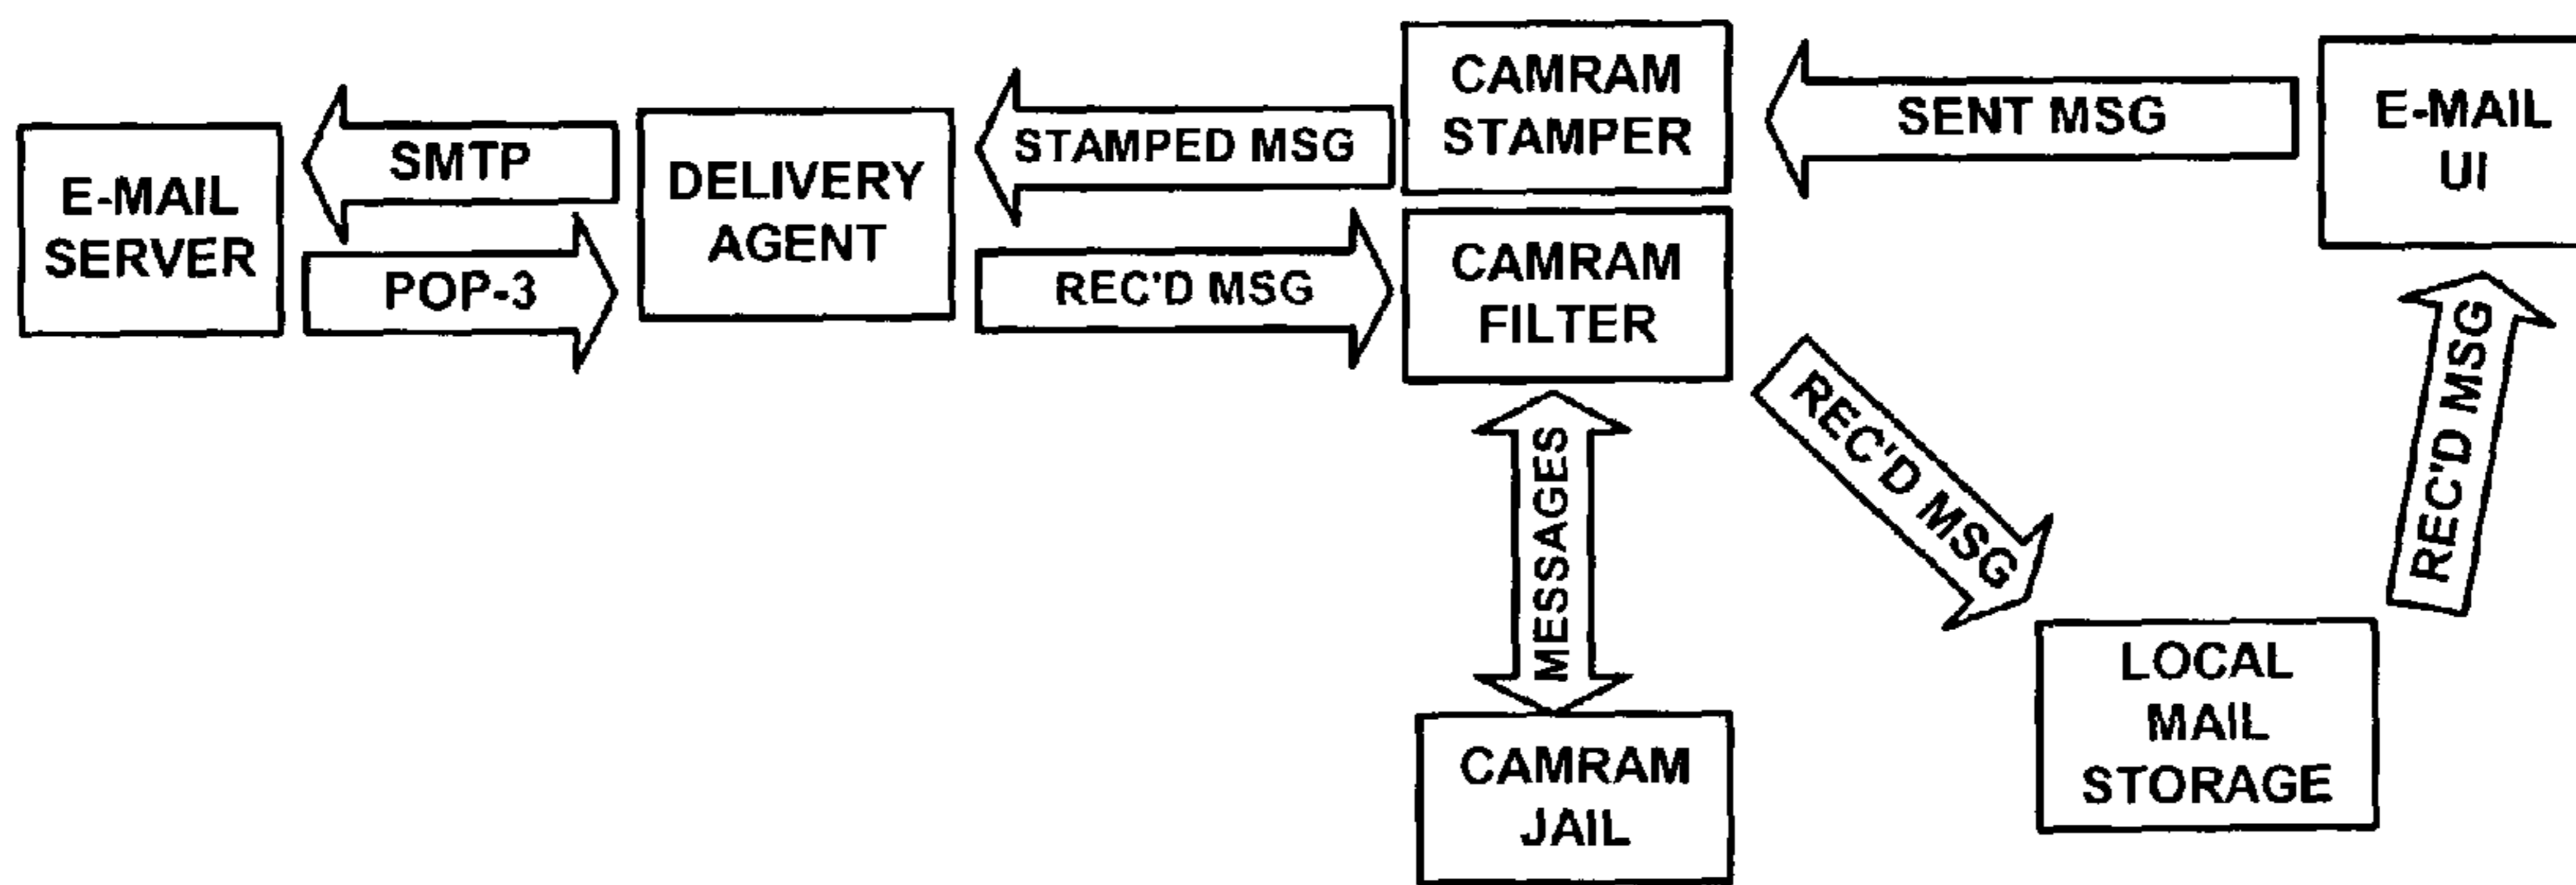 E-MAIL
SERVER
SMTP
POP-3
DELIVERY
AGENT
STAMPED MSG
REC'D MSG
CAMRAM
STAMPER
CAMRAM
FILTER
SENT MSG
E-MAIL
UI
MESSAGES
REC'D MSG
REC'D MSG
CAMRAM
JAIL
LOCAL
MAIL
STORAGE